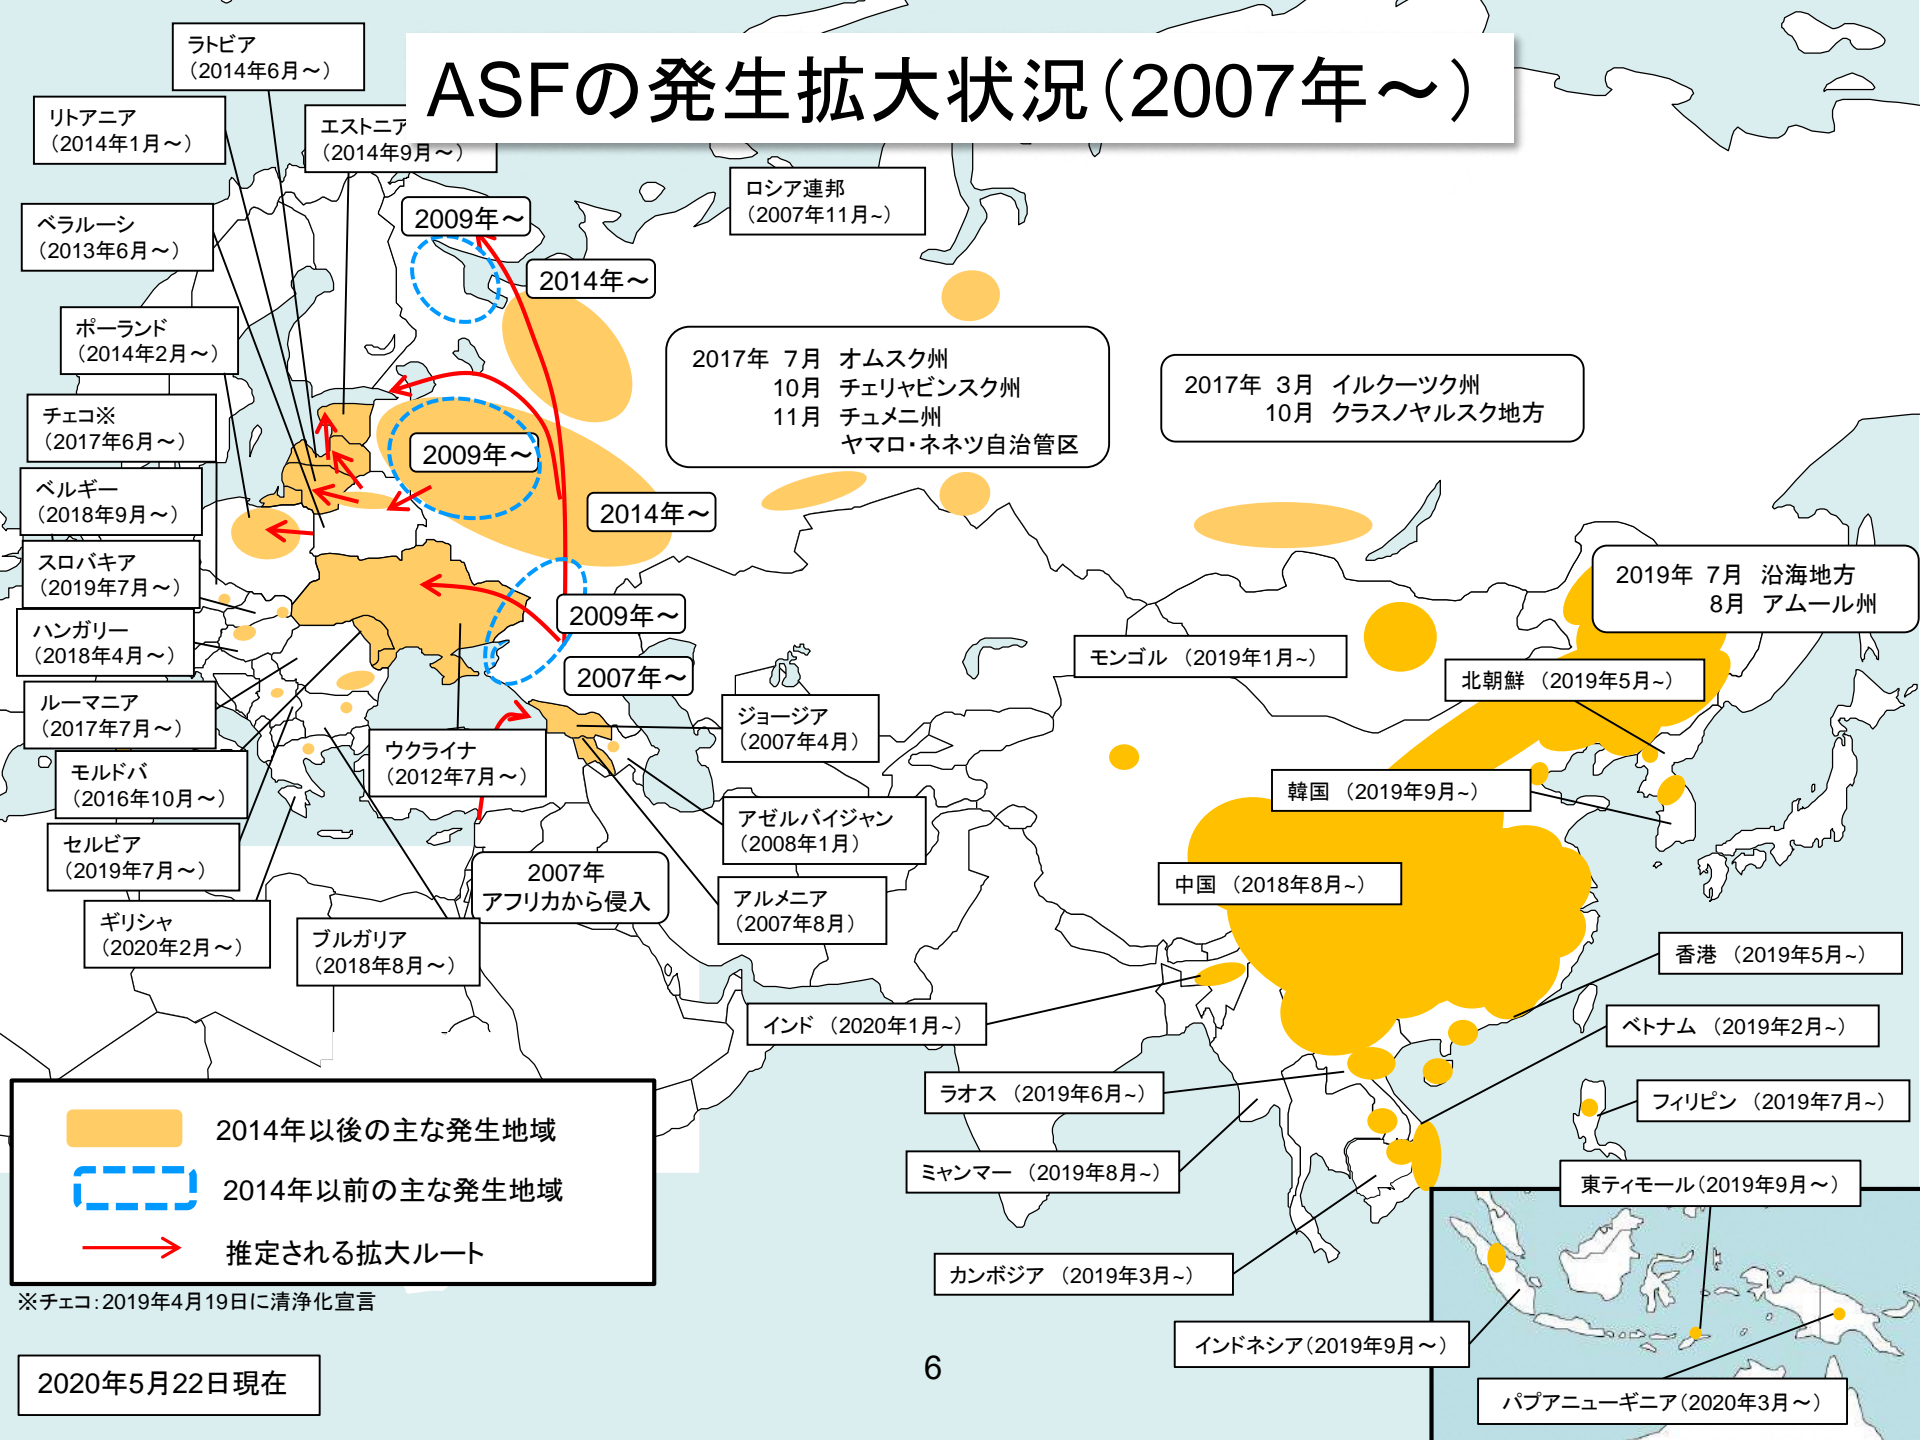 ASFの発生拡大状況(2007年～)
ラトビア
(2014年6月～)
リトアニア
(2014年1月～)
エストニア
(2014年9月～)
ベラルーシ
(2013年6月～)
ポーランド
(2014年2月～)
チェコ※
(2017年6月～)
ベルギー
(2018年9月～)
スロバキア
(2019年7月～)
ハンガリー
(2018年4月～)
ルーマニア
(2017年7月～)
モルドバ
(2016年10月～)
セルビア
(2019年7月～)
ギリシャ
(2020年2月～)
ブルガリア
(2018年8月～)
ウクライナ
(2012年7月～)
2007年
アフリカから侵入
ロシア連邦
(2007年11月~)
2009年～
2014年～
2009年～
2014年～
2009年～
2007年～
2017年 7月 オムスク州
10月 チェリャビンスク州
11月 チュメニ州
ヤマロ・ネネツ自治管区
2017年 3月 イルクーツク州
10月 クラスノヤルスク地方
2019年 7月 沿海地方
8月 アムール州
ジョージア
(2007年4月)
アゼルバイジャン
(2008年1月)
アルメニア
(2007年8月)
モンゴル (2019年1月~)
北朝鮮 (2019年5月~)
韓国 (2019年9月~)
中国 (2018年8月~)
香港 (2019年5月~)
インド (2020年1月~)
ベトナム (2019年2月~)
ラオス (2019年6月~)
フィリピン (2019年7月~)
ミャンマー (2019年8月~)
東ティモール(2019年9月～)
カンボジア (2019年3月~)
インドネシア(2019年9月～)
パプアニューギニア(2020年3月～)
2014年以後の主な発生地域
2014年以前の主な発生地域
推定される拡大ルート
※チェコ：2019年4月19日に清浄化宣言
2020年5月22日現在
6